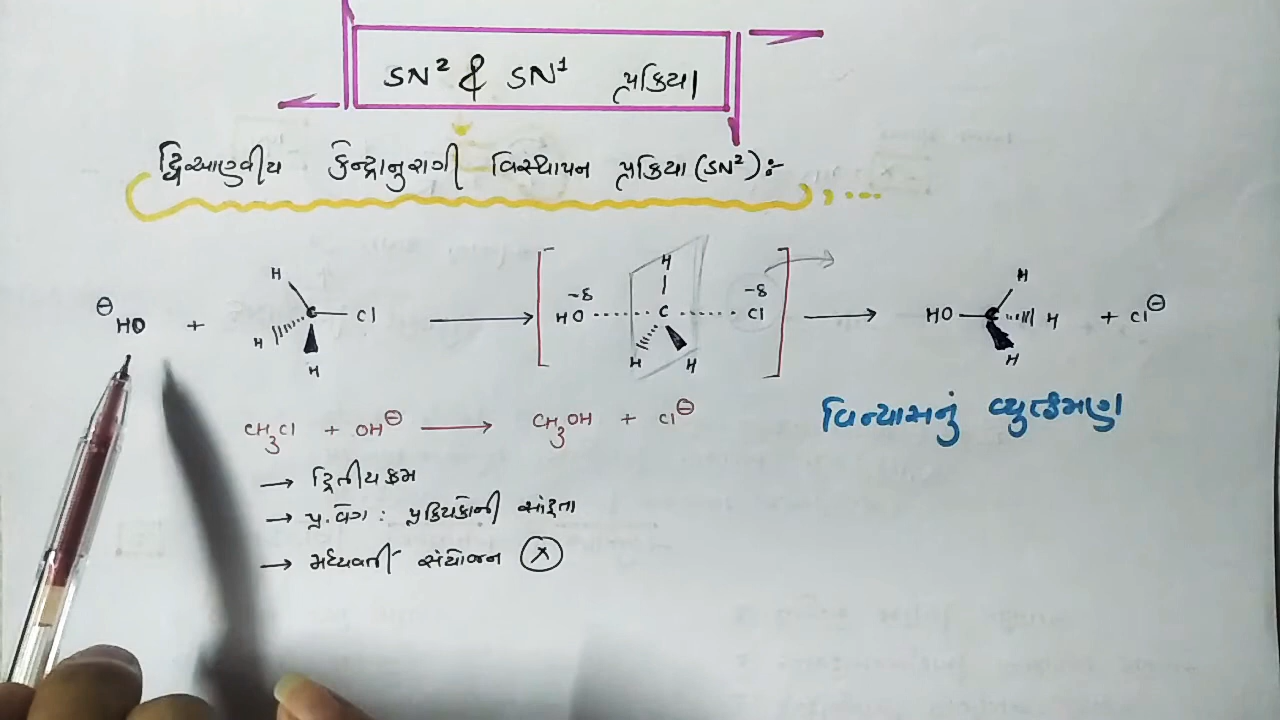 SN² & SN¹ પ્રક્રિયા
દ્વિઆણ્વીય કેન્દ્રાનુરાગી વિસ્થાપન પ્રક્રિયા (SN²) :-
⊖HO + H H H C Cl → [ HO -δ C H H H Cl -δ ] → HO C H H H + Cl⊖
CH₃Cl + OH⊖ → CH₃OH + Cl⊖
વિન્યાસનું વ્યુત્ક્રમણ
→ દ્વિતીય ક્રમ
→ પ્ર. વેગ : પ્રક્રિયકોની સાંદ્રતા
→ મધ્યવર્તી સંયોજન ⓧ